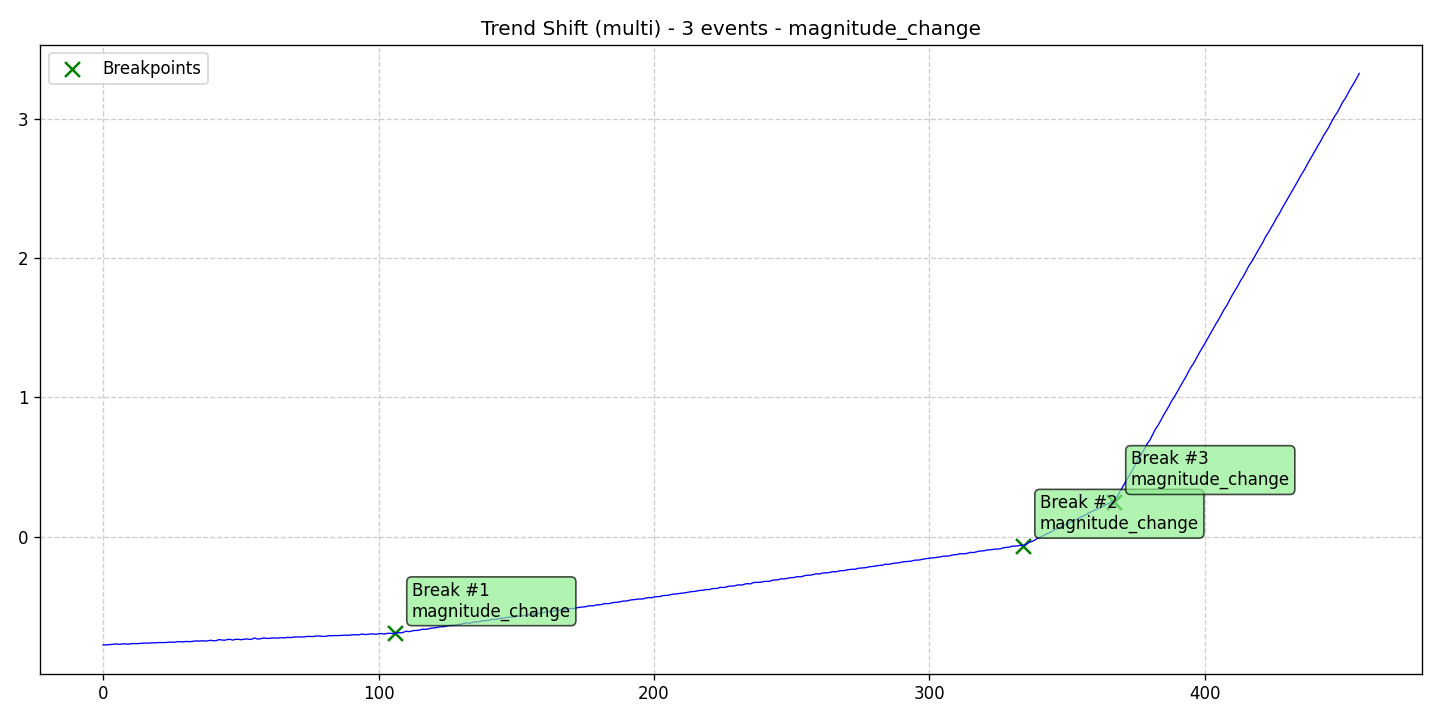 Trend Shift (multi) - 3 events - magnitude_change
Breakpoints
3
2
1
0
Break #3
magnitude_change
Break #2
magnitude_change
Break #1
magnitude_change
0
100
200
300
400